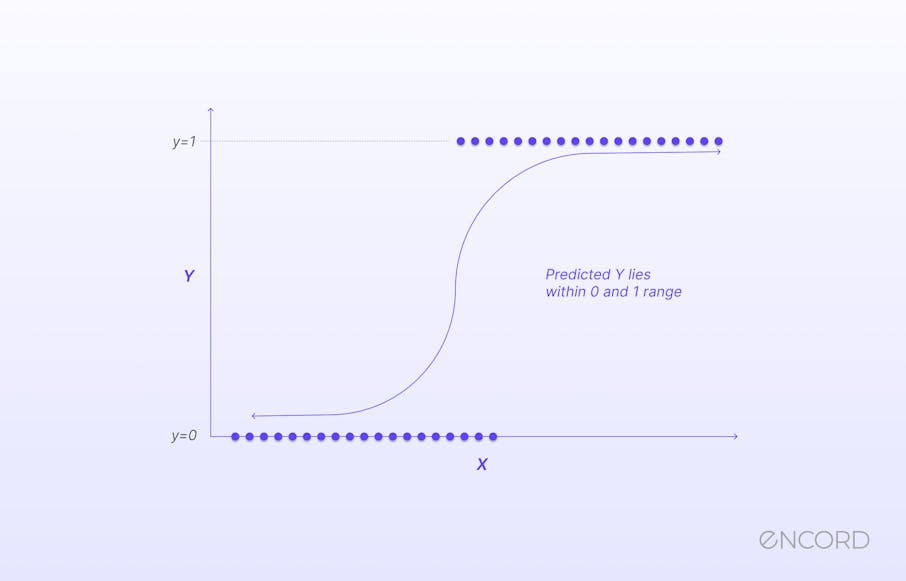 y=1
Y
Predicted Y lies
within 0 and 1 range
y=0
X
eNCORD